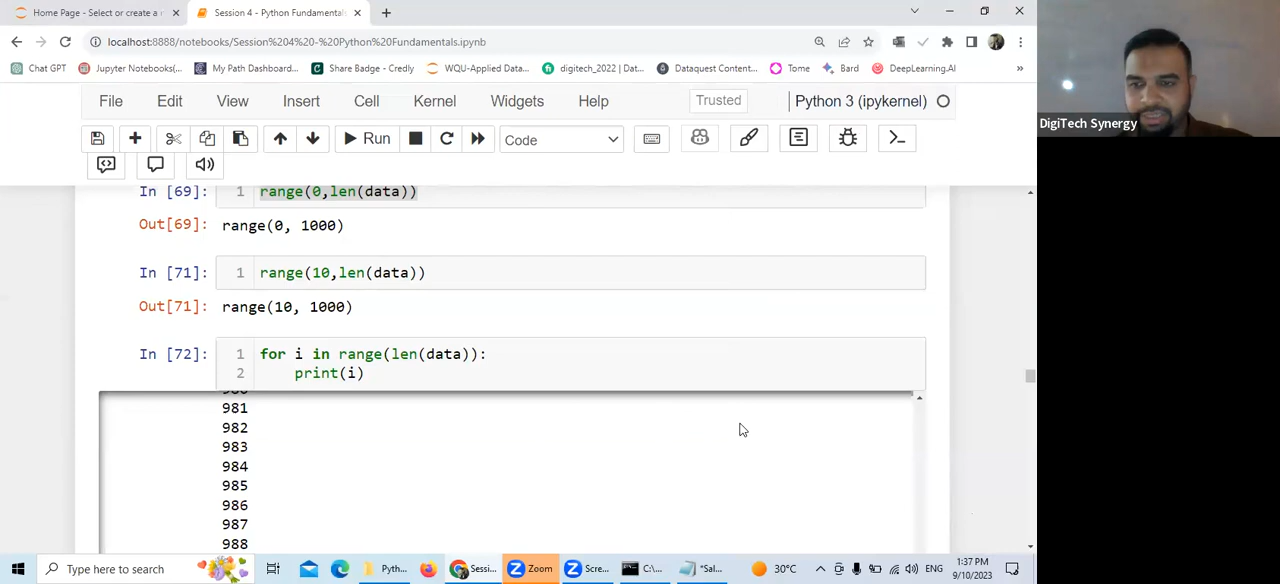 Home Page - Select or create a n
Session 4 - Python Fundamentals
localhost:8888/notebooks/Session%204%20-%20Python%20Fundamentals.ipynb
Chat GPT
Jupyter Notebooks(...
My Path Dashboard...
Share Badge - Credly
WQU-Applied Data...
digitech_2022 | Dat...
Dataquest Content...
Tome
Bard
DeepLearning.AI
»
DigiTech Synergy
File Edit View Insert Cell Kernel Widgets Help
Trusted
Python 3 (ipykernel)
Run
Code
In [69]: 1 range(0,len(data))
Out[69]: range(0, 1000)
In [71]: 1 range(10,len(data))
Out[71]: range(10, 1000)
In [72]: 1 for i in range(len(data)):
2 print(i)
981
982
983
984
985
986
987
988
Type here to search
Pyth...
Sessi...
Zoom
Scre...
C:\...
*Sal...
30°C
ENG
1:37 PM
9/10/2023